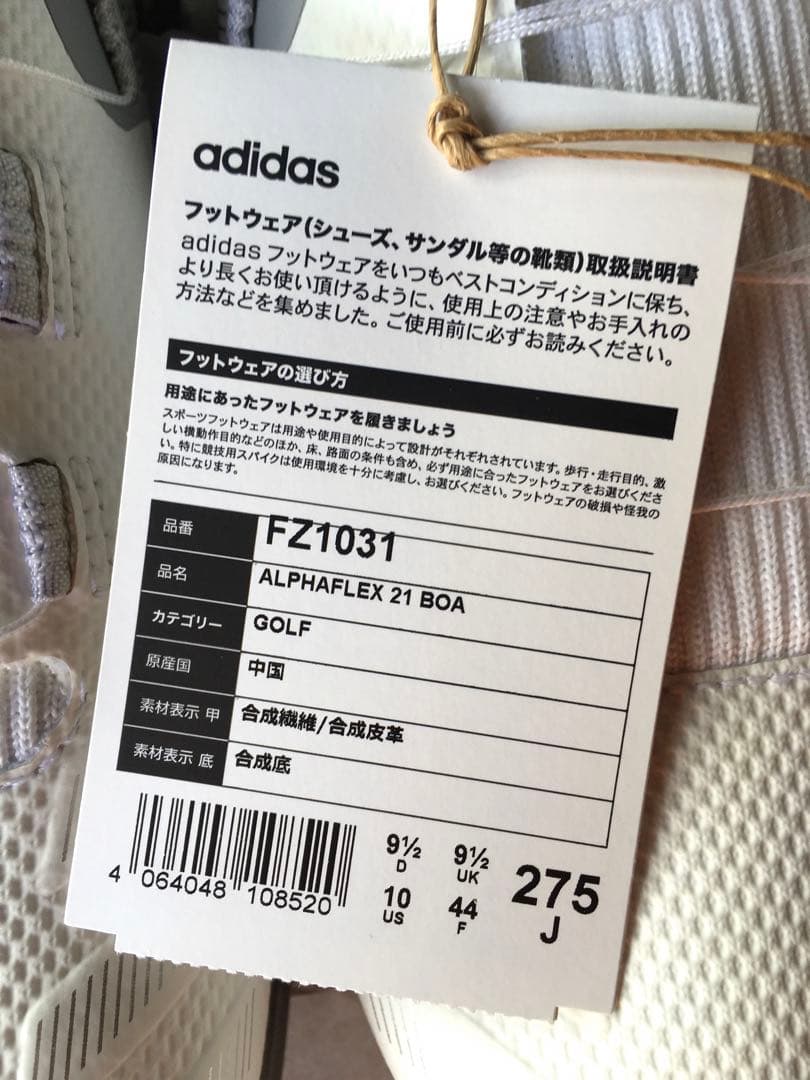 adidas
フットウェア(シューズ、サンダル等の靴類)取扱説明書
adidas フットウェアをいつもベストコンディションに保ち、
より長くお使い頂けるように、使用上の注意やお手入れの
方法などを集めました。ご使用前に必ずお読みください。
フットウェアの選び方
用途にあったフットウェアを履きましょう
スポーツフットウェアは用途や使用目的によって設計がそれぞれされています。歩行・走行目的、激
しい横動作目的などのほか、床、路面の条件も含め、必ず用途に合ったフットウェアをお選びくださ
い。特に競技用スパイクは使用環境を十分に考慮し、お選びください。フットウェアの破損や怪我の
原因になります。
品番 FZ1031
品名 ALPHAFLEX 21 BOA
カテゴリー GOLF
原産国 中国
素材表示 甲 合成繊維/合成皮革
素材表示 底 合成底
4 064048 108520
9½ D
9½ UK
10 US
44 F
275 J